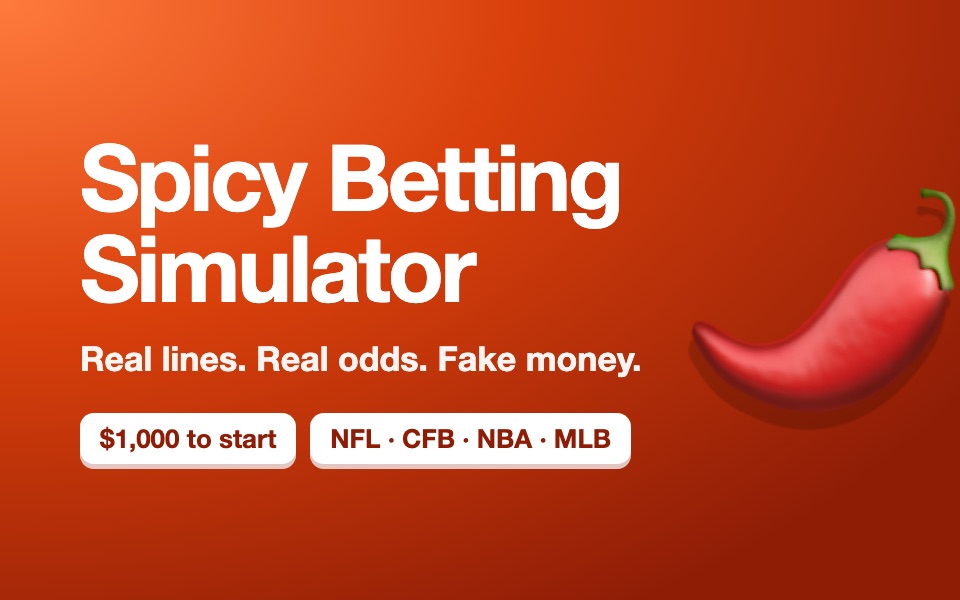 Spicy Betting
Simulator
Real lines. Real odds. Fake money.
$1,000 to start
NFL · CFB · NBA · MLB